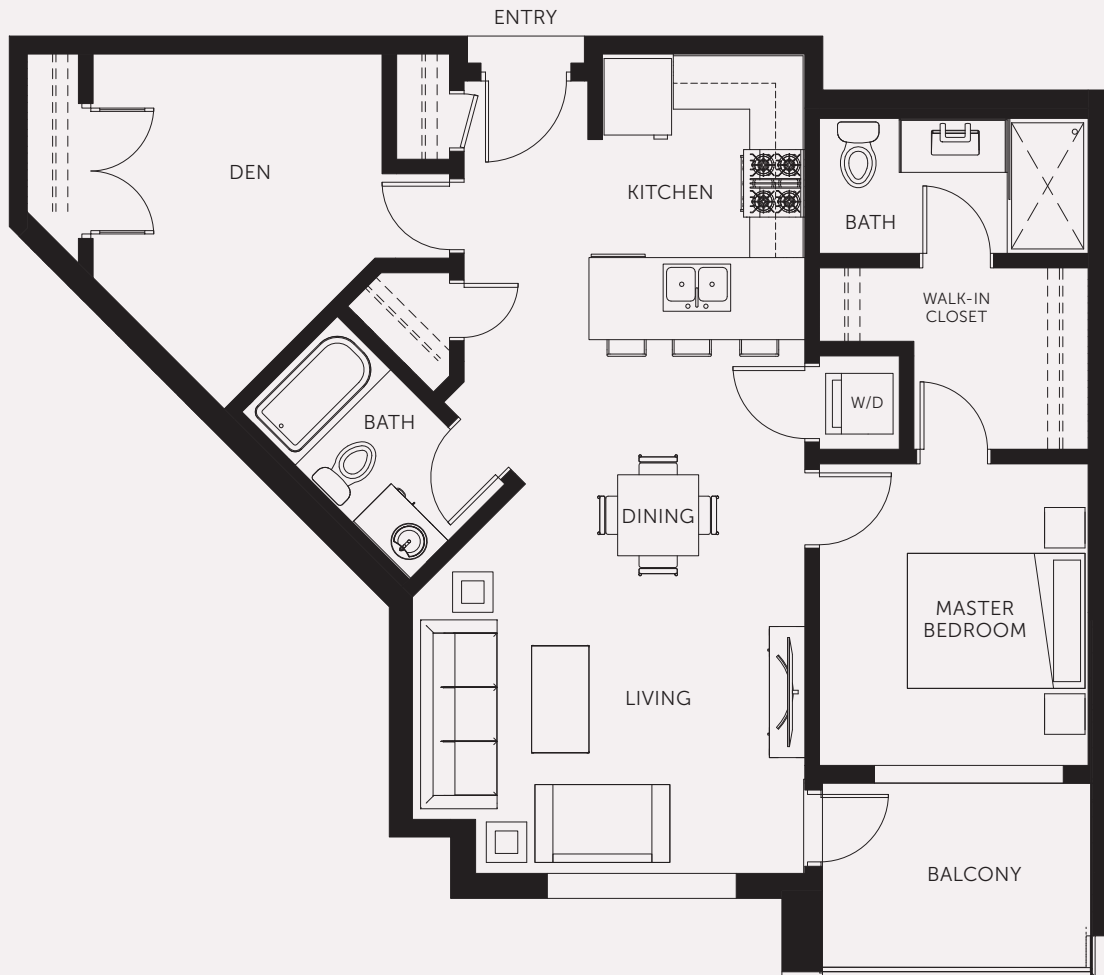 ENTRY
DEN
KITCHEN
BATH
WALK-IN
CLOSET
W/D
BATH
DINING
MASTER
BEDROOM
LIVING
BALCONY